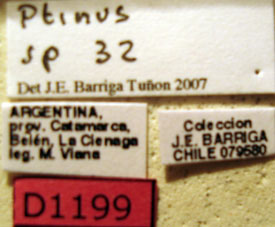 Ptinus
sp 32
Det J.E. Barriga Tuñon 2007
ARGENTINA,
prov. Catamarca,
Belén, La Cienaga
leg. M. Viana
Coleccion
J.E. BARRIGA
CHILE 079580
D1199